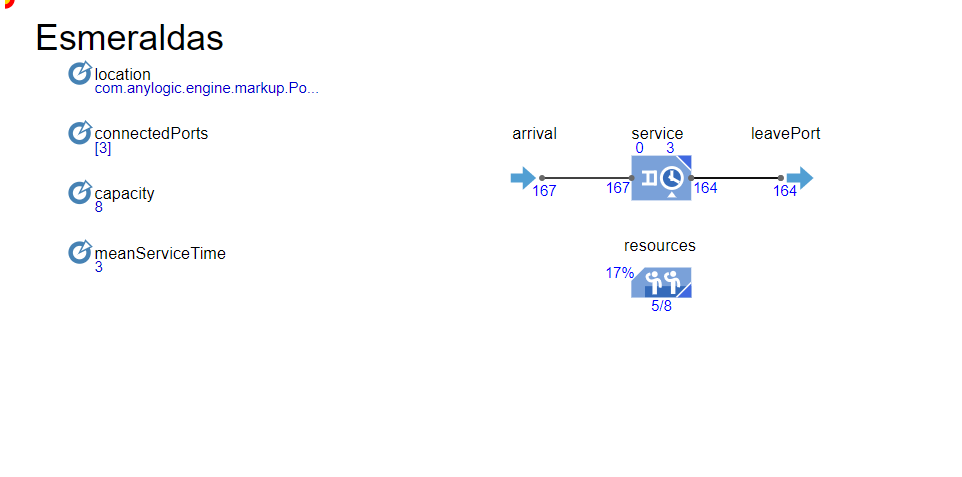 Esmeraldas
location
com.anylogic.engine.markup.Po...
connectedPorts
[3]
capacity
8
meanServiceTime
3
arrival
service
leavePort
0 3
167
167
164
164
resources
17%
5/8